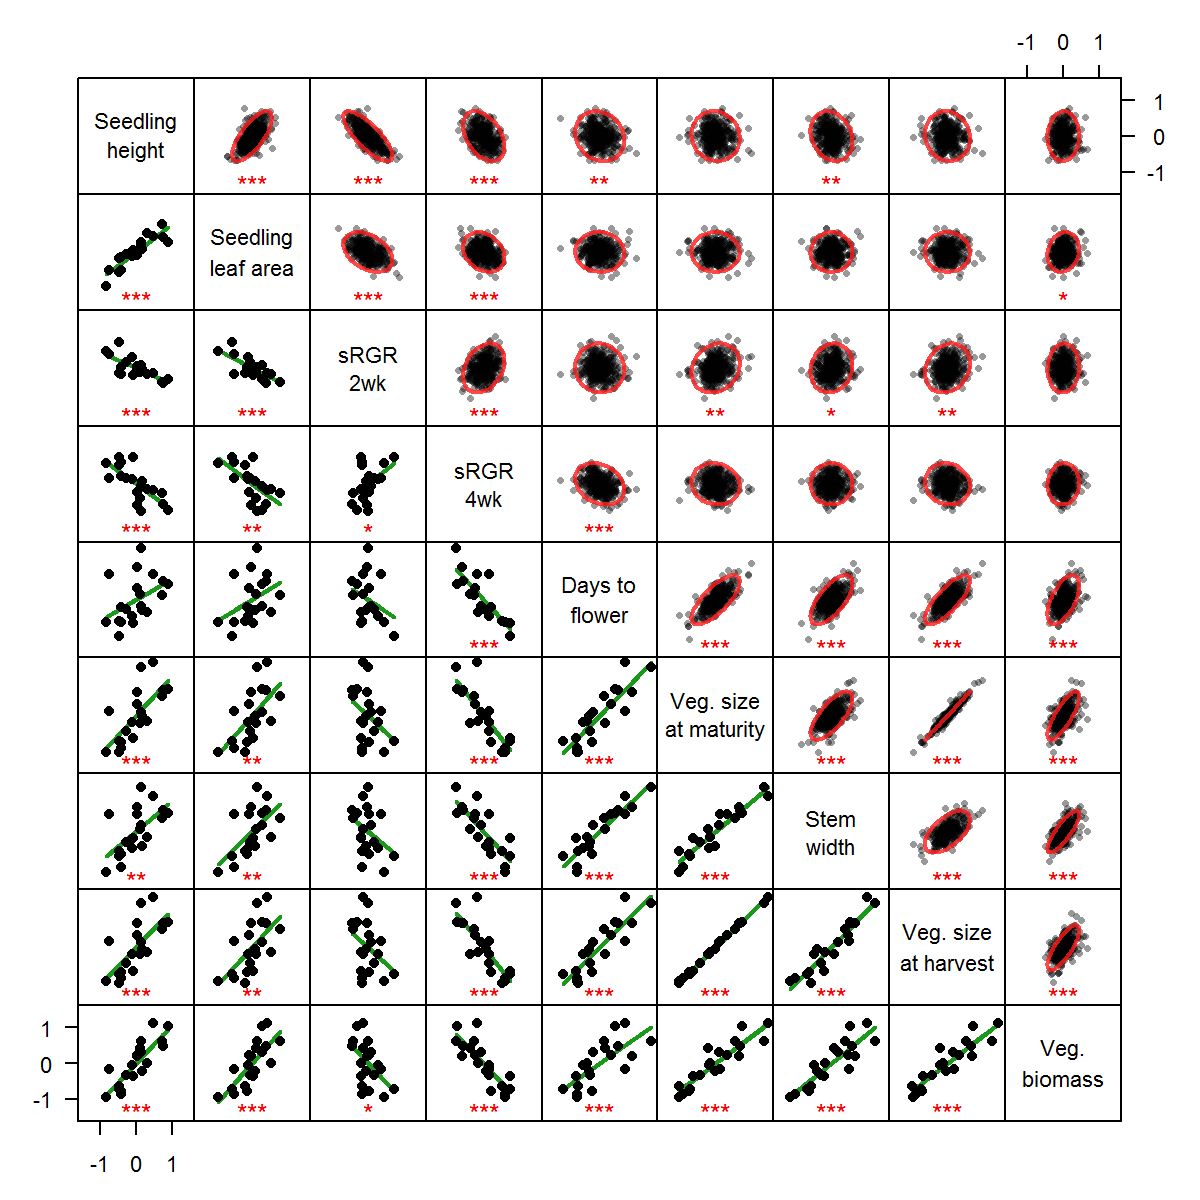 -1 0 1
Seedling
height
*** *** *** ** **
1
0
-1
***
Seedling
leaf area
*** *** *
*** ***
sRGR
2wk
*** ** * **
*** ** *
sRGR
4wk
***
***
Days to
flower
*** *** *** ***
*** ** *** ***
Veg. size
at maturity
*** *** ***
** ** *** *** ***
Stem
width
*** ***
*** ** *** *** *** ***
Veg. size
at harvest
***
1
0
-1
*** *** * *** *** *** *** ***
Veg.
biomass
-1 0 1